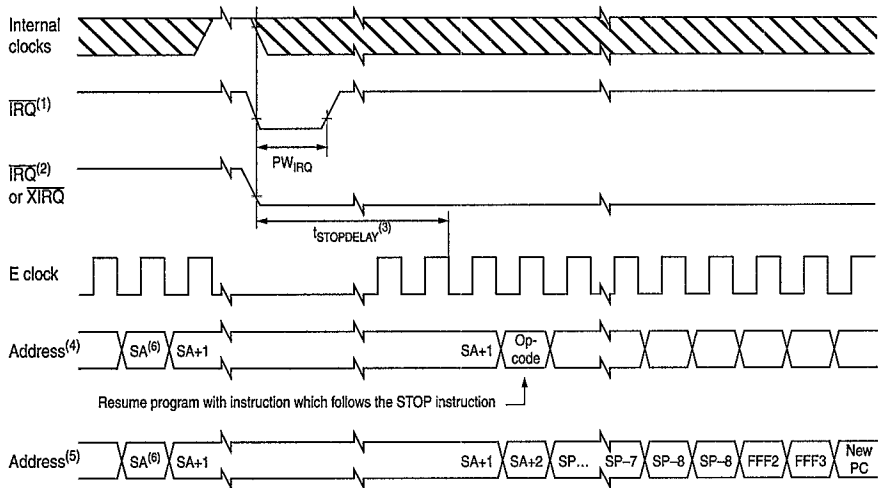 Internal
clocks
IRQ(1)
PWIRQ
IRQ(2)
or XIRQ
tSTOPDELAY(3)
E clock
Address(4) SA(6) SA+1 SA+1 Op-
code
Resume program with instruction which follows the STOP instruction
Address(5) SA(6) SA+1 SA+1 SA+2 SP... SP–7 SP–8 SP–8 FFF2 FFF3 New
PC